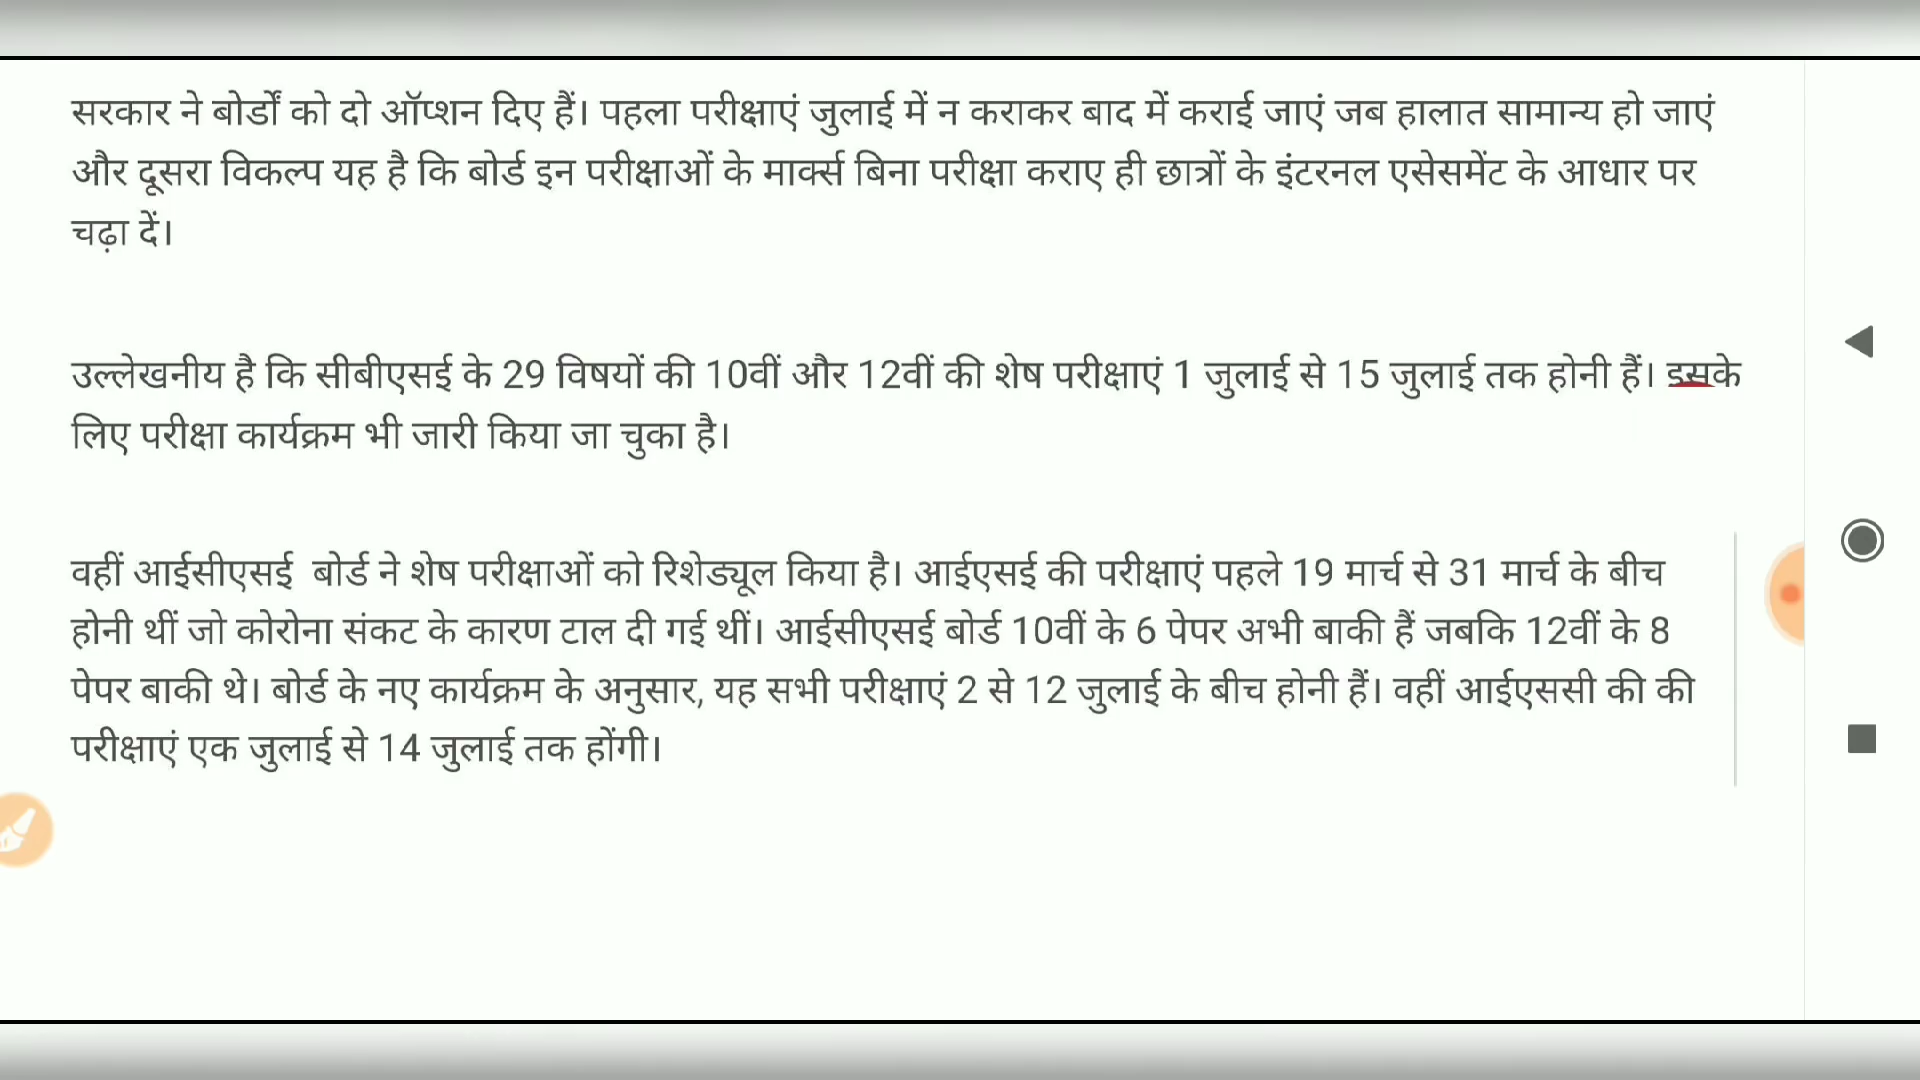 सरकार ने बोर्डों को दो ऑप्शन दिए हैं। पहला परीक्षाएं जुलाई में न कराकर बाद में कराई जाएं जब हालात सामान्य हो जाएं
और दूसरा विकल्प यह है कि बोर्ड इन परीक्षाओं के मार्क्स बिना परीक्षा कराए ही छात्रों के इंटरनल एसेसमेंट के आधार पर
चढ़ा दें।
उल्लेखनीय है कि सीबीएसई के 29 विषयों की 10वीं और 12वीं की शेष परीक्षाएं 1 जुलाई से 15 जुलाई तक होनी हैं। इसके
लिए परीक्षा कार्यक्रम भी जारी किया जा चुका है।
वहीं आईसीएसई बोर्ड ने शेष परीक्षाओं को रिशेड्यूल किया है। आईएसई की परीक्षाएं पहले 19 मार्च से 31 मार्च के बीच
होनी थीं जो कोरोना संकट के कारण टाल दी गई थीं। आईसीएसई बोर्ड 10वीं के 6 पेपर अभी बाकी हैं जबकि 12वीं के 8
पेपर बाकी थे। बोर्ड के नए कार्यक्रम के अनुसार, यह सभी परीक्षाएं 2 से 12 जुलाई के बीच होनी हैं। वहीं आईएससी की की
परीक्षाएं एक जुलाई से 14 जुलाई तक होंगी।